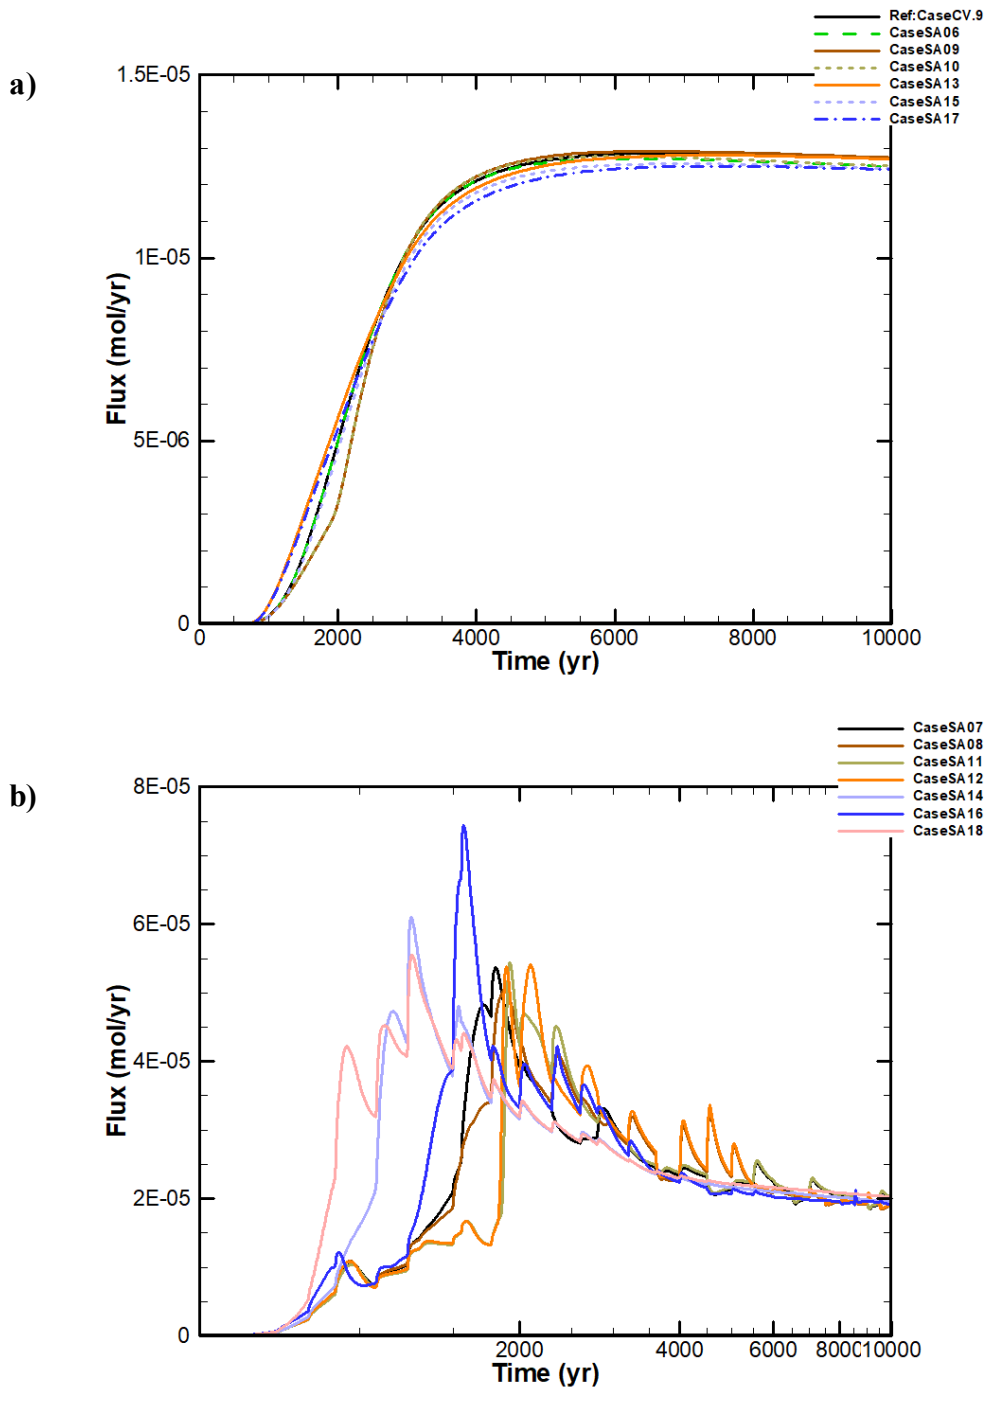 a)
Ref:CaseCV.9
CaseSA06
CaseSA09
CaseSA10
CaseSA13
CaseSA15
CaseSA17
1.5E-05
1E-05
5E-06
0
Flux (mol/yr)
0 2000 4000 6000 8000 10000
Time (yr)
b)
CaseSA07
CaseSA08
CaseSA11
CaseSA12
CaseSA14
CaseSA16
CaseSA18
8E-05
6E-05
4E-05
2E-05
0
Flux (mol/yr)
2000 4000 6000 8000 10000
Time (yr)